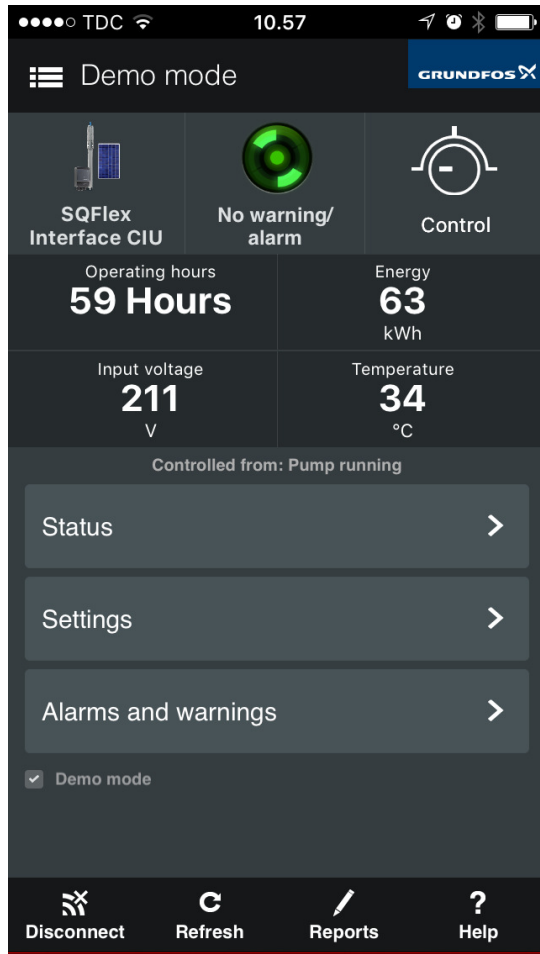 TDC
10.57
Demo mode
GRUNDFOS
SQFlex
Interface CIU
No warning/
alarm
Control
Operating hours
59 Hours
Energy
63
kWh
Input voltage
211
V
Temperature
34
°C
Controlled from: Pump running
Status
Settings
Alarms and warnings
Demo mode
Disconnect
Refresh
Reports
? 
Help